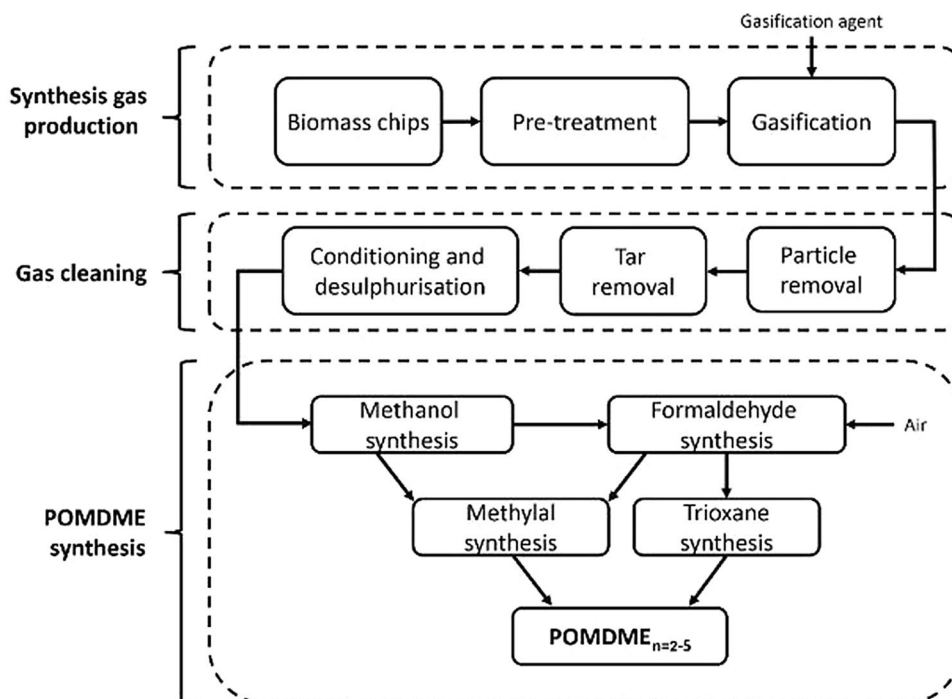 Gasification agent
Synthesis gas
production
Biomass chips
Pre-treatment
Gasification
Gas cleaning
Conditioning and
desulphurisation
Tar
removal
Particle
removal
POMDME
synthesis
Methanol
synthesis
Formaldehyde
synthesis
Air
Methylal
synthesis
Trioxane
synthesis
POMDMEn=2-5